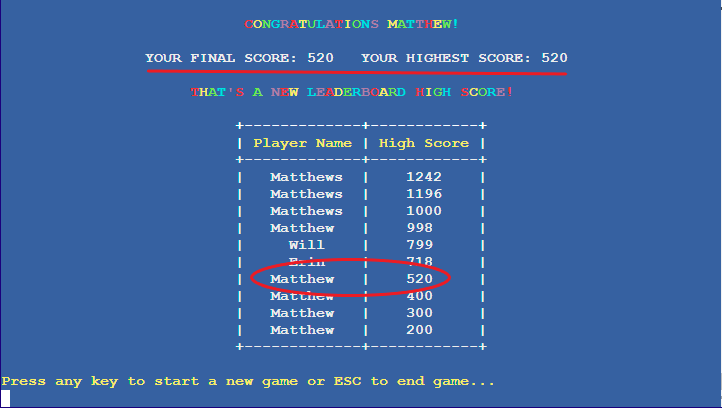 CONGRATULATIONS MATTHEW!
YOUR FINAL SCORE: 520 YOUR HIGHEST SCORE: 520
THAT'S A NEW LEADERBOARD HIGH SCORE!
+-------------+------------+
| Player Name | High Score |
+-------------+------------+
| Matthews | 1242 |
| Matthews | 1196 |
| Matthews | 1000 |
| Matthew | 998 |
| Will | 799 |
| Erin | 718 |
| Matthew | 520 |
| Matthew | 400 |
| Matthew | 300 |
| Matthew | 200 |
+-------------+------------+
Press any key to start a new game or ESC to end game...